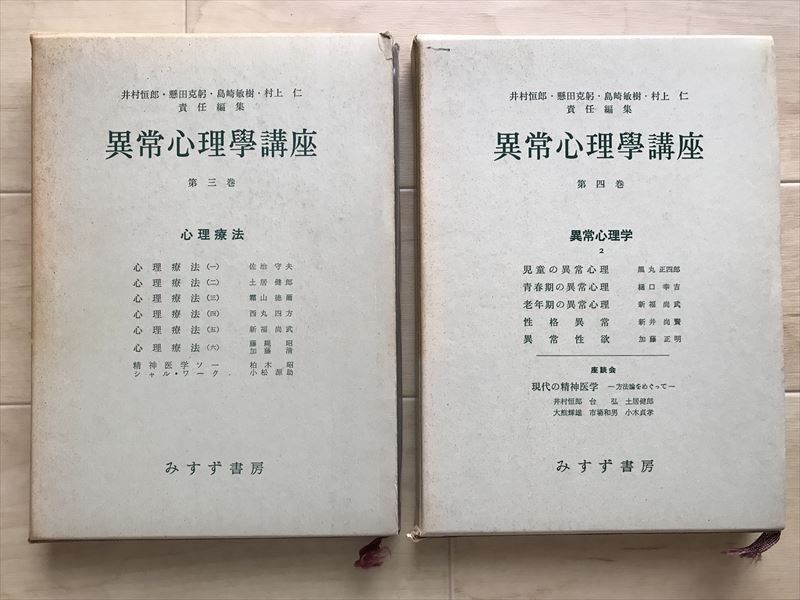 井村恒郎・懸田克躬・島崎敏樹・村上 仁
責任編集
異常心理學講座
第三巻
心理療法
心理療法(一) 佐治守夫
心理療法(二) 土居健郎
心理療法(三) 霜山徳爾
心理療法(四) 西丸四方
心理療法(五) 新福尚武
心理療法(六) 藤縄昭
加藤清
精神医学ソー 柏木昭
シャル・ワーク 小松源助
みすず書房
井村恒郎・懸田克躬・島崎敏樹・村上 仁
責任編集
異常心理學講座
第四巻
異常心理学
2
児童の異常心理 黒丸正四郎
青春期の異常心理 樋口幸吉
老年期の異常心理 新福尚武
性格異常 新井尚賢
異常性欲 加藤正明
座談会
現代の精神医学 —方法論をめぐって—
井村恒郎 台弘 土居健郎
大熊輝雄 市場和男 小木貞孝
みすず書房